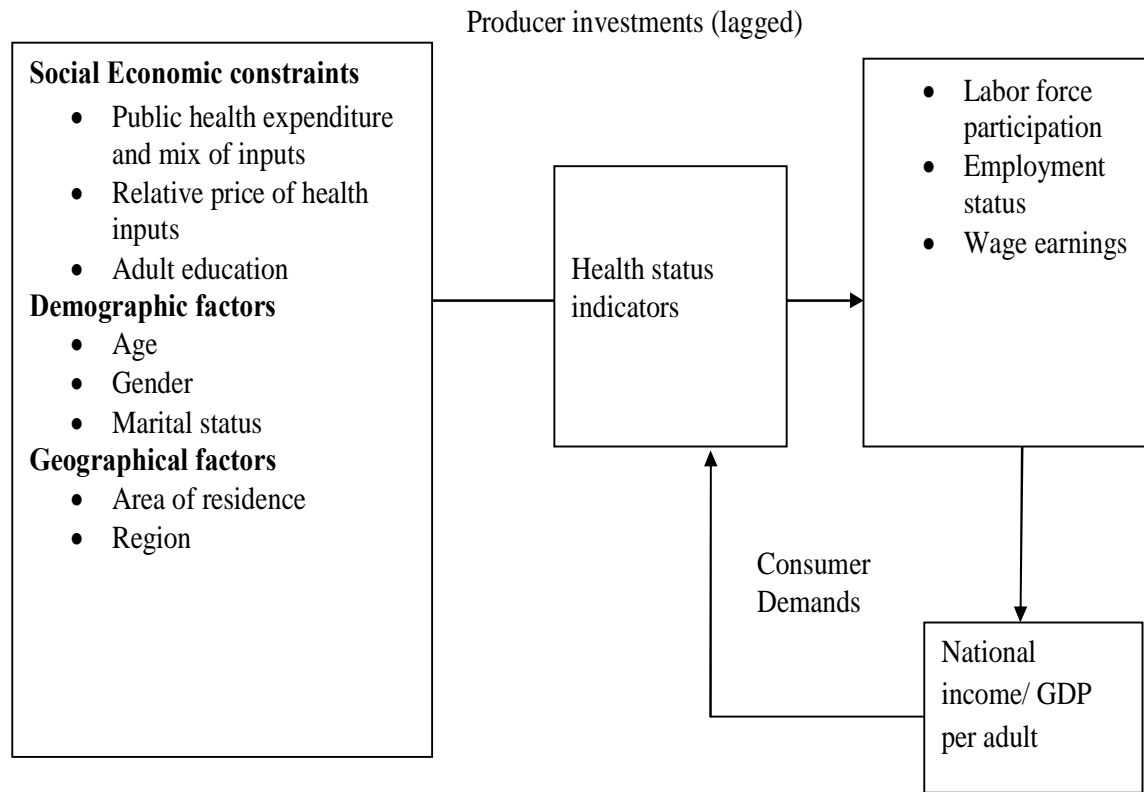 Producer investments (lagged)
Social Economic constraints
• Public health expenditure
and mix of inputs
• Relative price of health
inputs
• Adult education
Demographic factors
• Age
• Gender
• Marital status
Geographical factors
• Area of residence
• Region
Health status
indicators
• Labor force
participation
• Employment
status
• Wage earnings
Consumer
Demands
National
income/ GDP
per adult